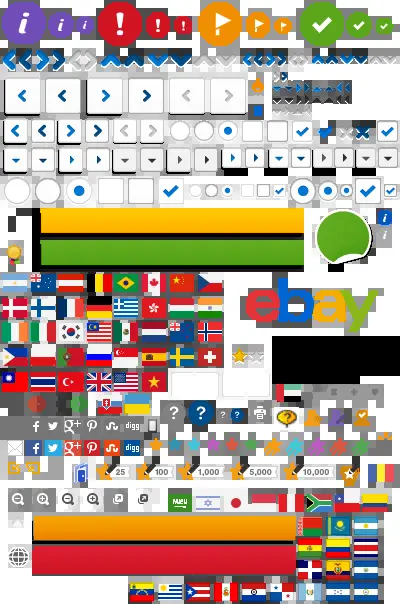 i i i ! ! !
ebay
i
i
? ? ? ? ?
f g+ digg
f g+ digg
25 100 1,000 5,000 10,000